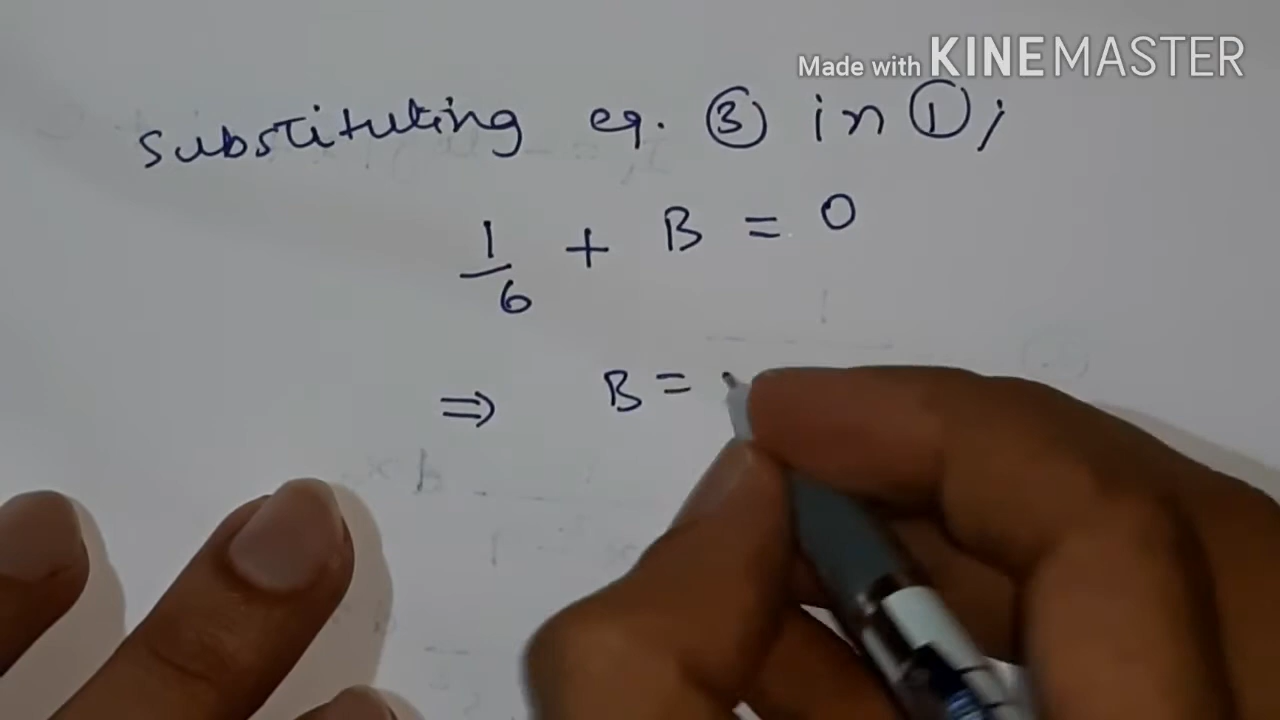 Made with KINEMASTER
substituting eq. ③ in ①;
1/6 + B = 0
⇒ B =